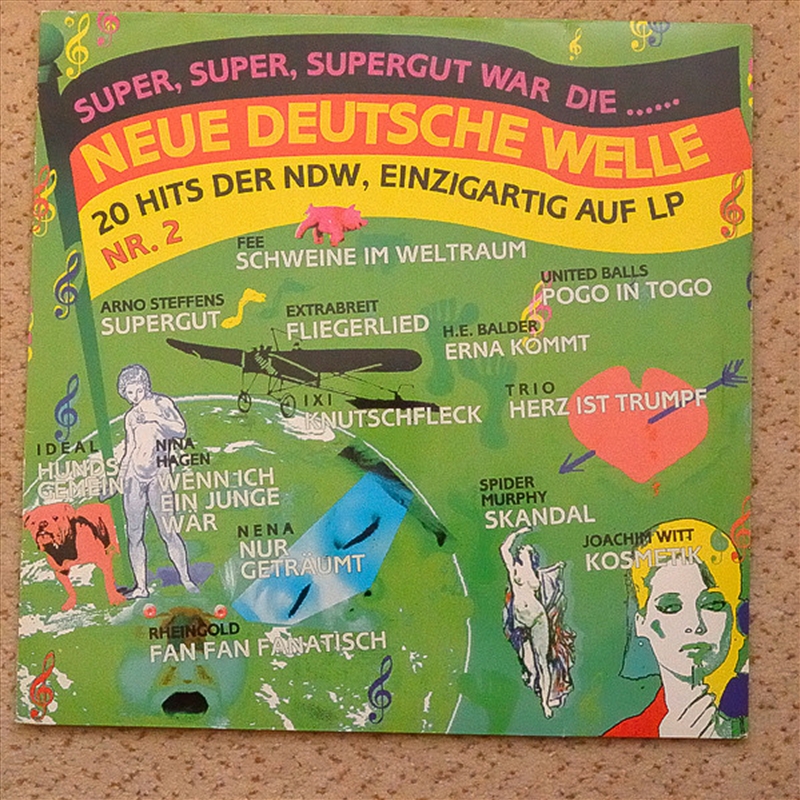 SUPER, SUPER, SUPERGUT WAR DIE ......
NEUE DEUTSCHE WELLE
20 HITS DER NDW, EINZIGARTIG AUF LP
NR. 2
FEE
SCHWEINE IM WELTRAUM
UNITED BALLS
POGO IN TOGO
ARNO STEFFENS
SUPERGUT
EXTRABREIT
FLIEGERLIED
H.E. BALDER
ERNA KOMMT
IXI
KNUTSCHFLECK
TRIO
HERZ IST TRUMPF
IDEAL
HUNDS
GEMEIN
NINA
HAGEN
WENN ICH
EIN JUNGE
WÄR
SPIDER
MURPHY
SKANDAL
NENA
NUR
GETRÄUMT
JOACHIM WITT
KOSMETIK
RHEINGOLD
FAN FAN FANATISCH